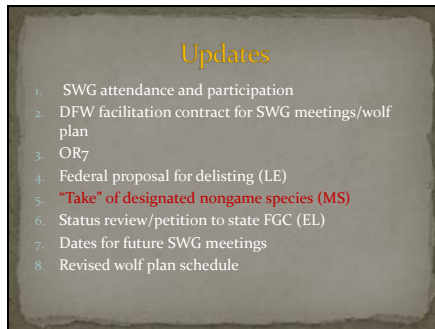 Updates
1. SWG attendance and participation
2. DFW facilitation contract for SWG meetings/wolf
plan
3. OR7
4. Federal proposal for delisting (LE)
5. “Take” of designated nongame species (MS)
6. Status review/petition to state FGC (EL)
7. Dates for future SWG meetings
8. Revised wolf plan schedule